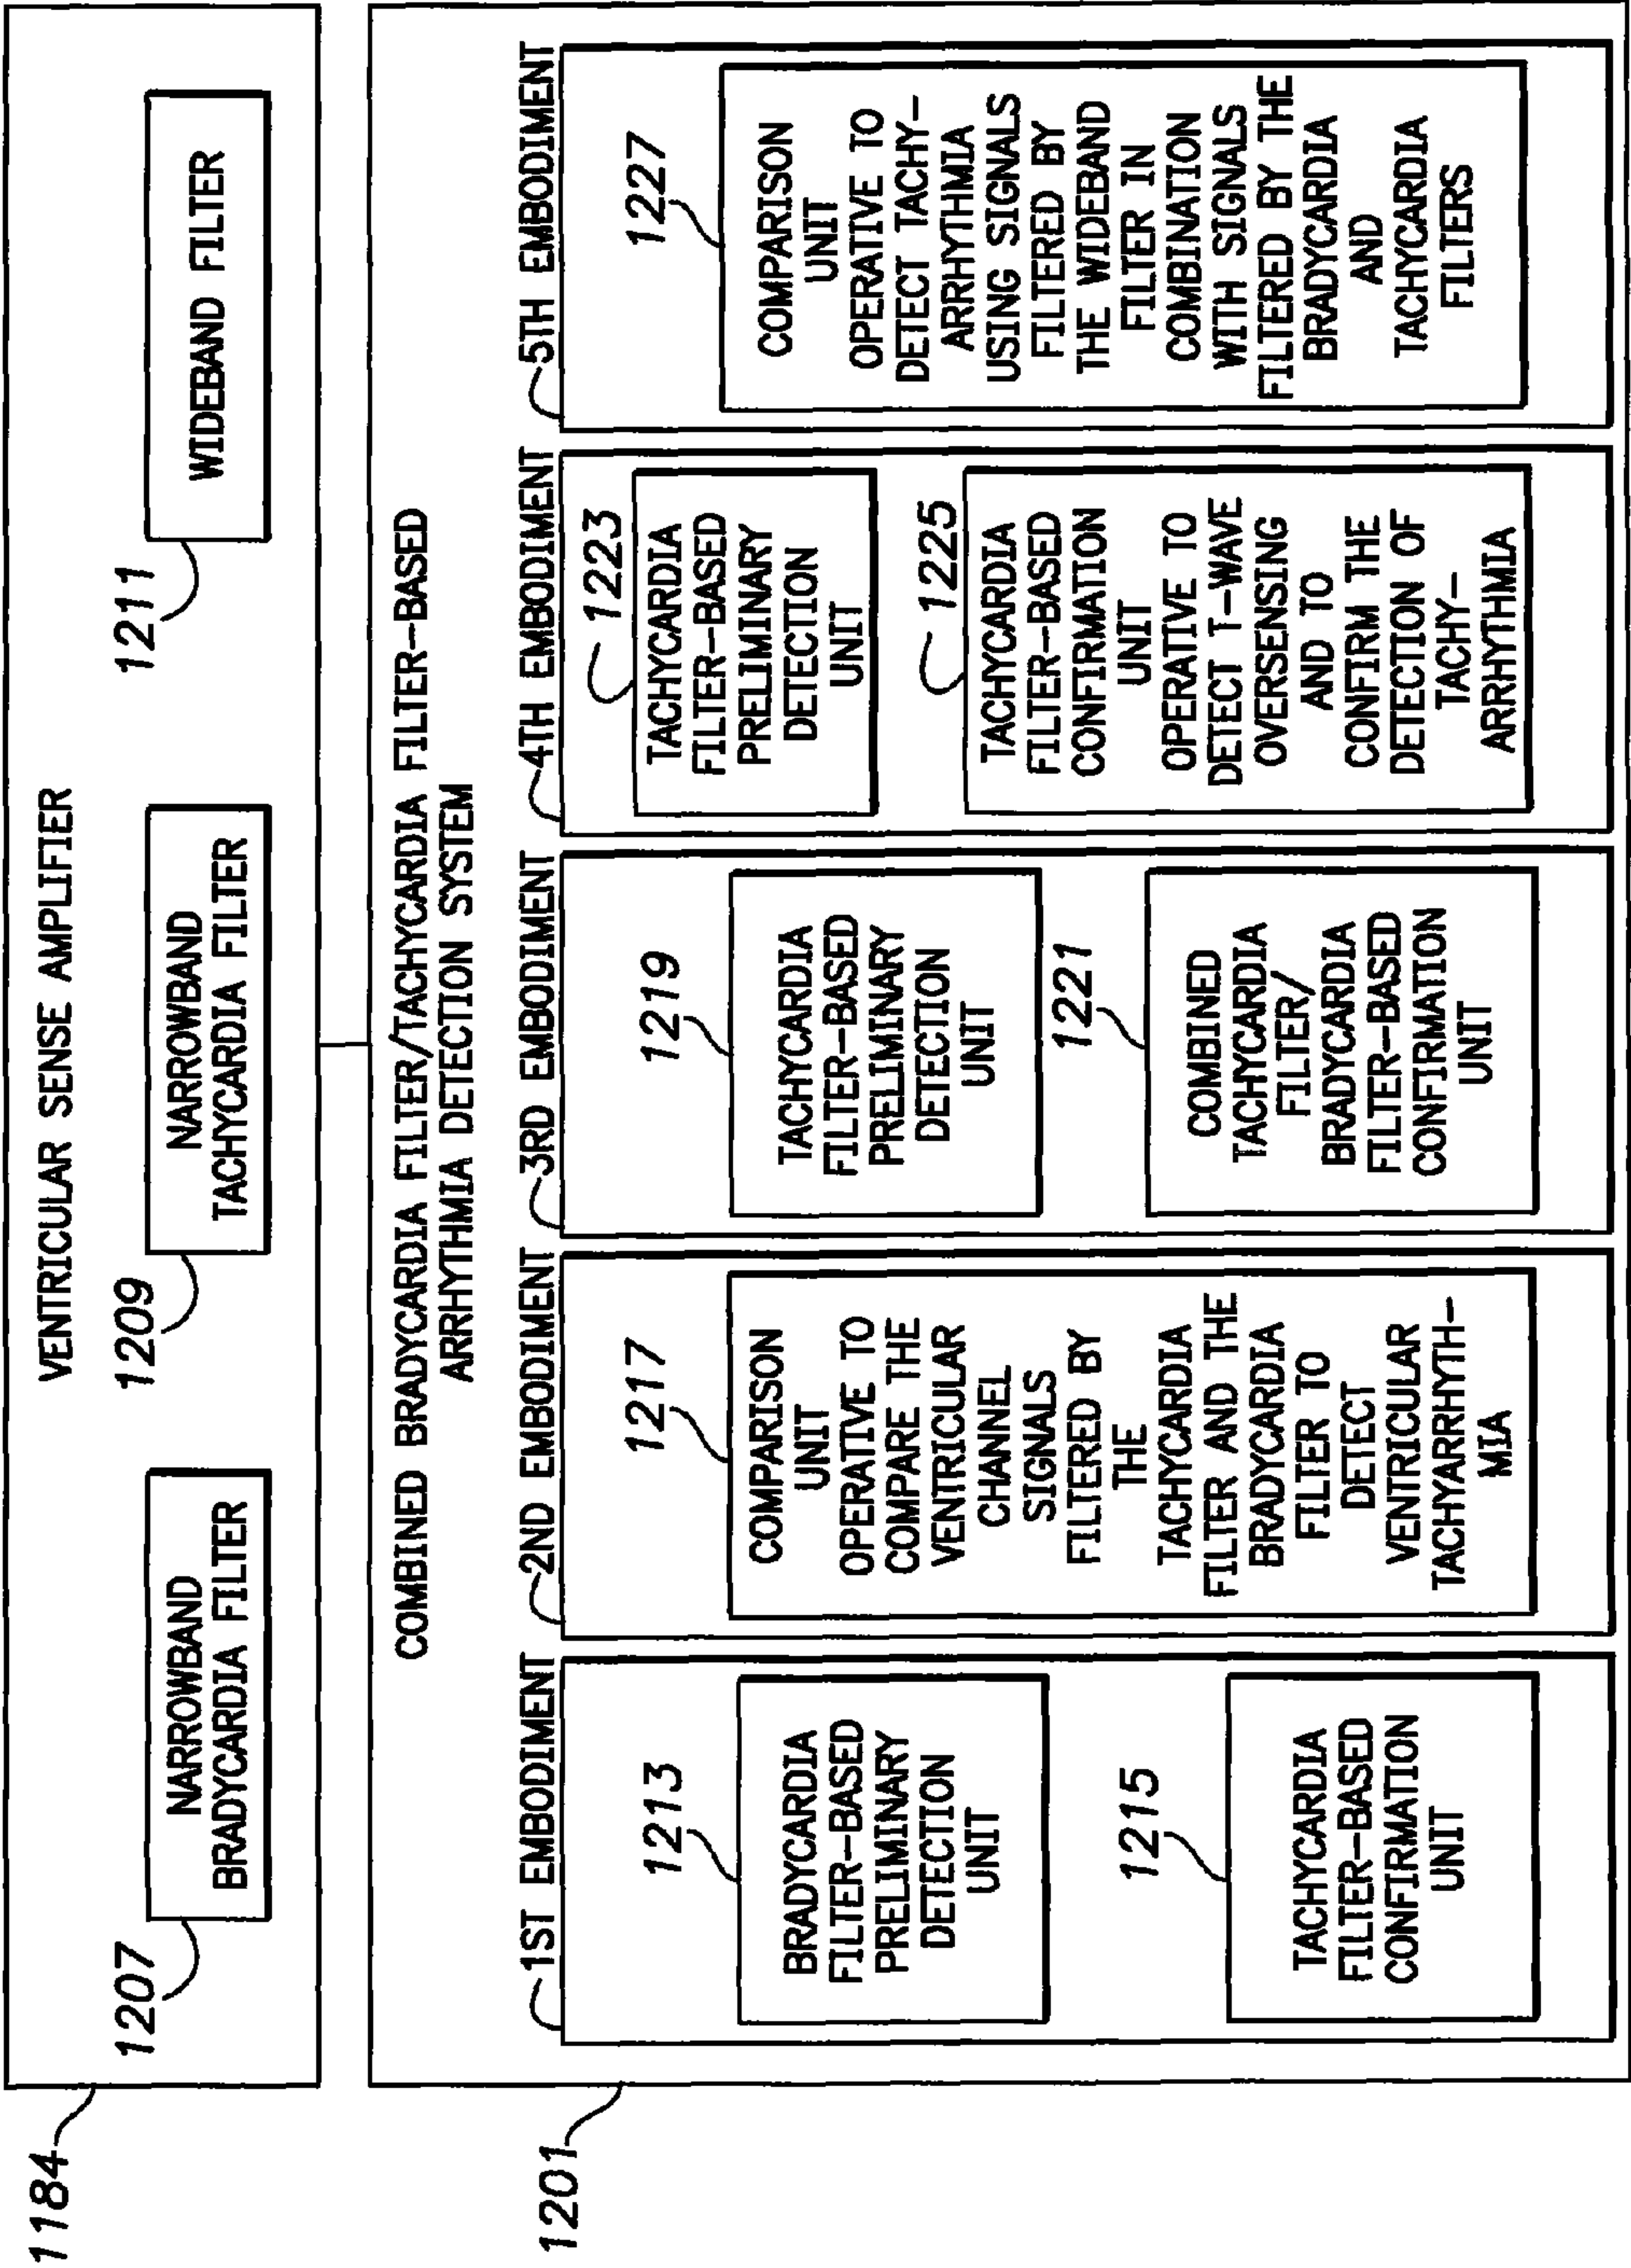 1184
VENTRICULAR SENSE AMPLIFIER
1207
NARROWBAND
BRADYCARDIA FILTER
1209
NARROWBAND
TACHYCARDIA FILTER
1211
WIDEBAND FILTER
1201
COMBINED BRADYCARDIA FILTER/TACHYCARDIA FILTER-BASED
ARRHYTHMIA DETECTION SYSTEM
1ST EMBODIMENT
1213
BRADYCARDIA
FILTER-BASED
PRELIMINARY
DETECTION
UNIT
1215
TACHYCARDIA
FILTER-BASED
CONFIRMATION
UNIT
2ND EMBODIMENT
1217
COMPARISON
UNIT
OPERATIVE TO
COMPARE THE
VENTRICULAR
CHANNEL
SIGNALS
FILTERED BY
THE
TACHYCARDIA
FILTER AND THE
BRADYCARDIA
FILTER TO
DETECT
VENTRICULAR
TACHYARRHYTH-
MIA
3RD EMBODIMENT
1219
TACHYCARDIA
FILTER-BASED
PRELIMINARY
DETECTION
UNIT
1221
COMBINED
TACHYCARDIA
FILTER/
BRADYCARDIA
FILTER-BASED
CONFIRMATION
UNIT
4TH EMBODIMENT
1223
TACHYCARDIA
FILTER-BASED
PRELIMINARY
DETECTION
UNIT
1225
TACHYCARDIA
FILTER-BASED
CONFIRMATION
UNIT
OPERATIVE TO
DETECT T-WAVE
OVERSENSING
AND TO
CONFIRM THE
DETECTION OF
TACHY-
ARRHYTHMIA
5TH EMBODIMENT
1227
COMPARISON
UNIT
OPERATIVE TO
DETECT TACHY-
ARRHYTHMIA
USING SIGNALS
FILTERED BY
THE WIDEBAND
FILTER IN
COMBINATION
WITH SIGNALS
FILTERED BY THE
BRADYCARDIA
AND
TACHYCARDIA
FILTERS